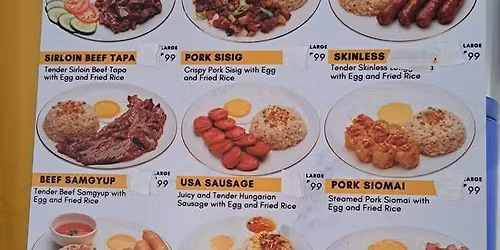 SIRLOIN BEEF TAPA
LARGE
₱99
Tender Sirloin Beef Tapa
with Egg and Fried Rice
PORK SISIG
LARGE
₱99
Crispy Pork Sisig with Egg
and Fried Rice
SKINLESS
LARGE
₱99
Tender Skinless
with Egg and Fried Rice
BEEF SAMGYUP
LARGE
₱99
Tender Beef Samgyup with
Egg and Fried Rice
USA SAUSAGE
LARGE
₱99
Juicy and Tender Hungarian
Sausage with Egg and Fried Rice
PORK SIOMAI
LARGE
₱99
Steamed Pork Siomai with
Egg and Fried Rice